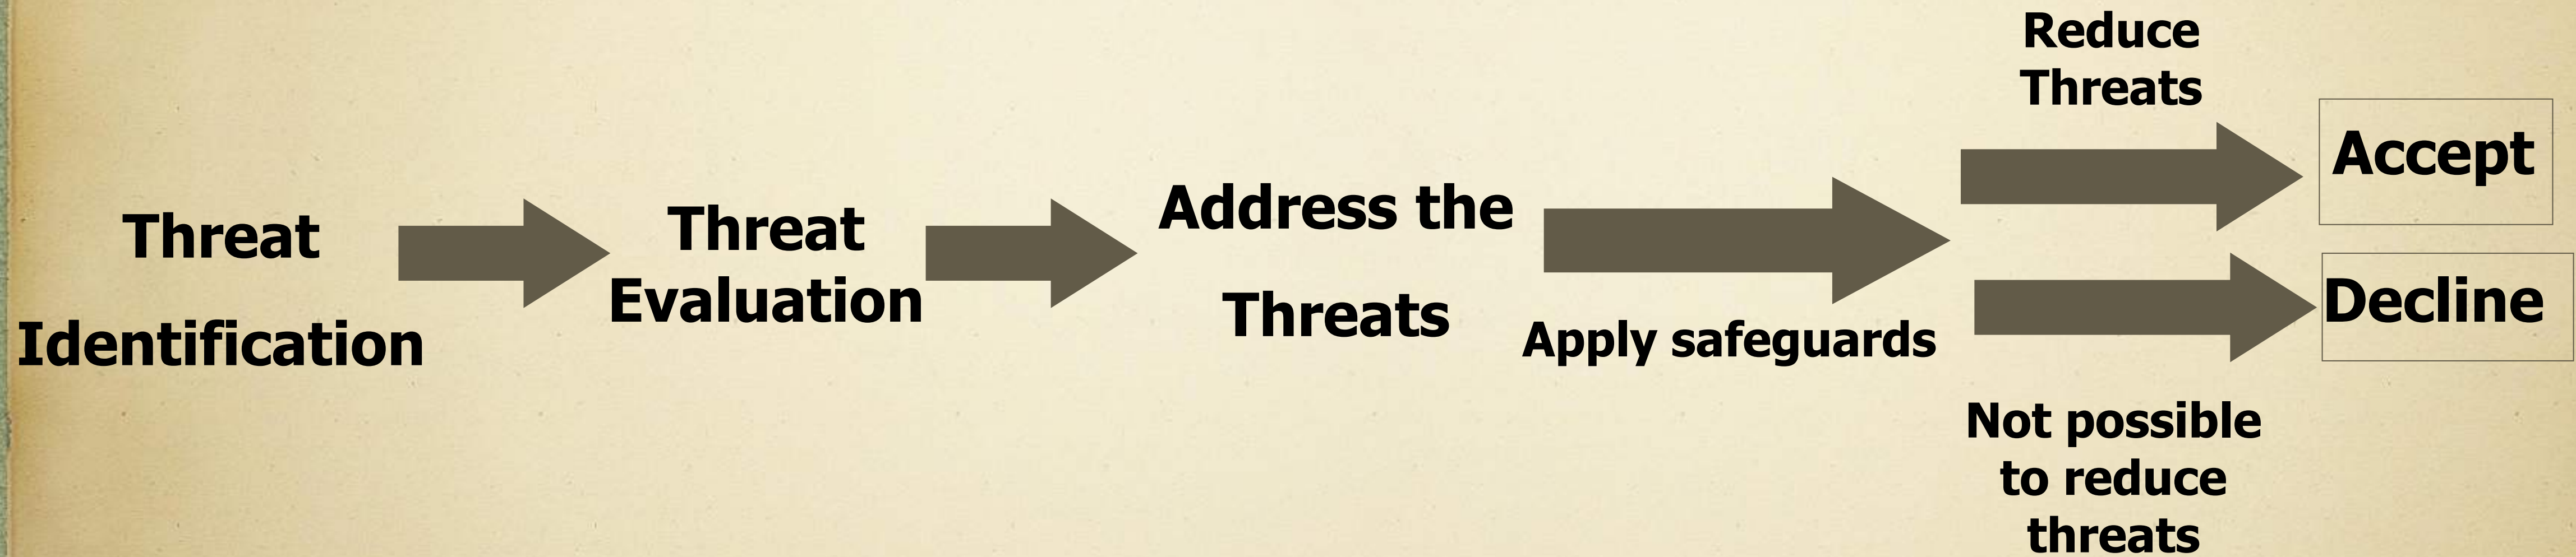 Threat
Identification
Threat
Evaluation
Address the
Threats
Apply safeguards
Reduce
Threats
Accept
Decline
Not possible
to reduce
threats